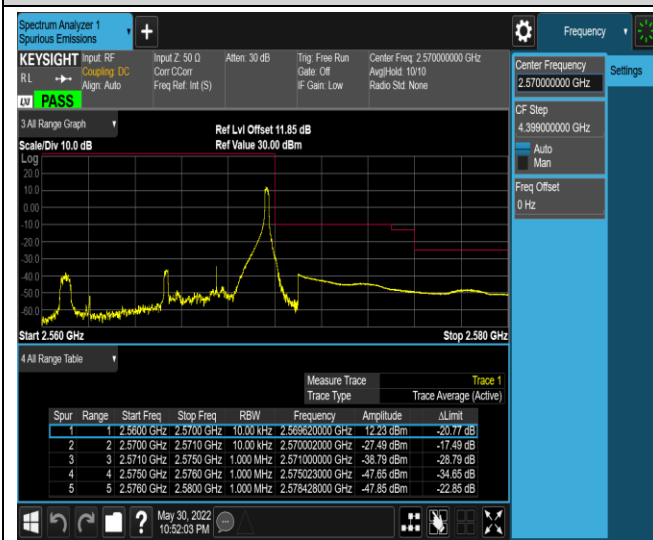 Spectrum Analyzer 1
Spurious Emissions
Frequency
KEYSIGHT Input: RF Input Z: 50 Ω Atten: 30 dB Trig: Free Run Center Freq: 2.570000000 GHz
RL Coupling: DC Corr CCorr Gate: Off Avg|Hold: 10/10
Align: Auto Freq Ref: Int (S) IF Gain: Low Radio Std: None
LXI PASS
Center Frequency
2.570000000 GHz
Settings
CF Step
4.399000000 GHz
Auto
Man
Freq Offset
0 Hz
3 All Range Graph
Ref Lvl Offset 11.85 dB
Scale/Div 10.0 dB Ref Value 30.00 dBm
Log
20.0
10.0
0.00
-10.0
-20.0
-30.0
-40.0
-50.0
-60.0
Start 2.560 GHz Stop 2.580 GHz
4 All Range Table
Measure Trace Trace 1
Trace Type Trace Average (Active)
Spur Range Start Freq Stop Freq RBW Frequency Amplitude ΔLimit
1 1 2.5600 GHz 2.5700 GHz 10.00 kHz 2.569620000 GHz 12.23 dBm -20.77 dB
2 2 2.5700 GHz 2.5710 GHz 10.00 kHz 2.570002000 GHz -27.49 dBm -17.49 dB
3 3 2.5710 GHz 2.5750 GHz 1.000 MHz 2.571000000 GHz -38.79 dBm -28.79 dB
4 4 2.5750 GHz 2.5760 GHz 1.000 MHz 2.575023000 GHz -47.65 dBm -34.65 dB
5 5 2.5760 GHz 2.5800 GHz 1.000 MHz 2.578428000 GHz -47.85 dBm -22.85 dB
May 30, 2022
10:52:03 PM